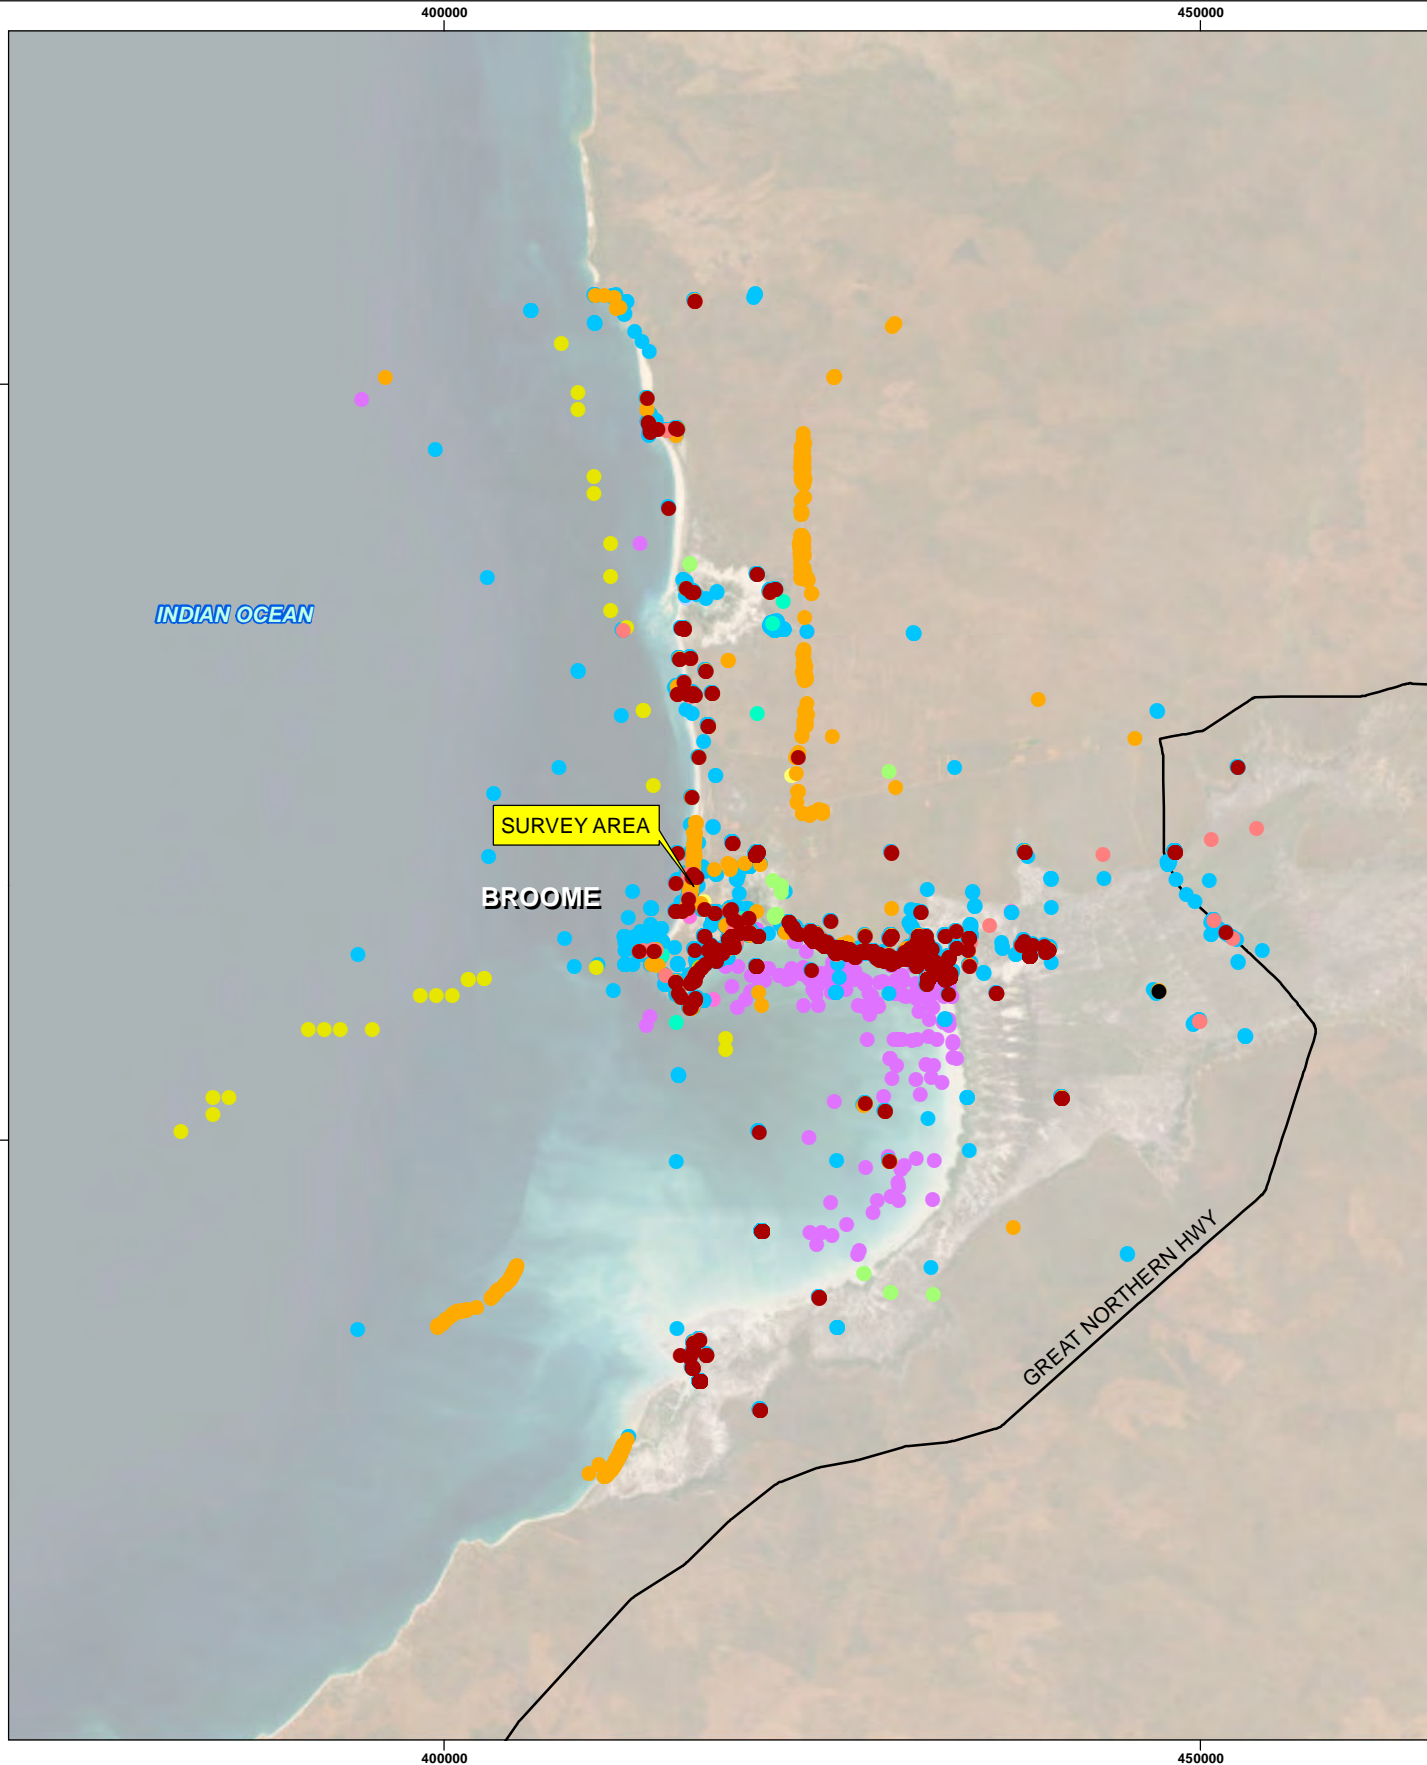 400000 450000
INDIAN OCEAN
SURVEY AREA
BROOME
GREAT NORTHERN HWY
400000 450000